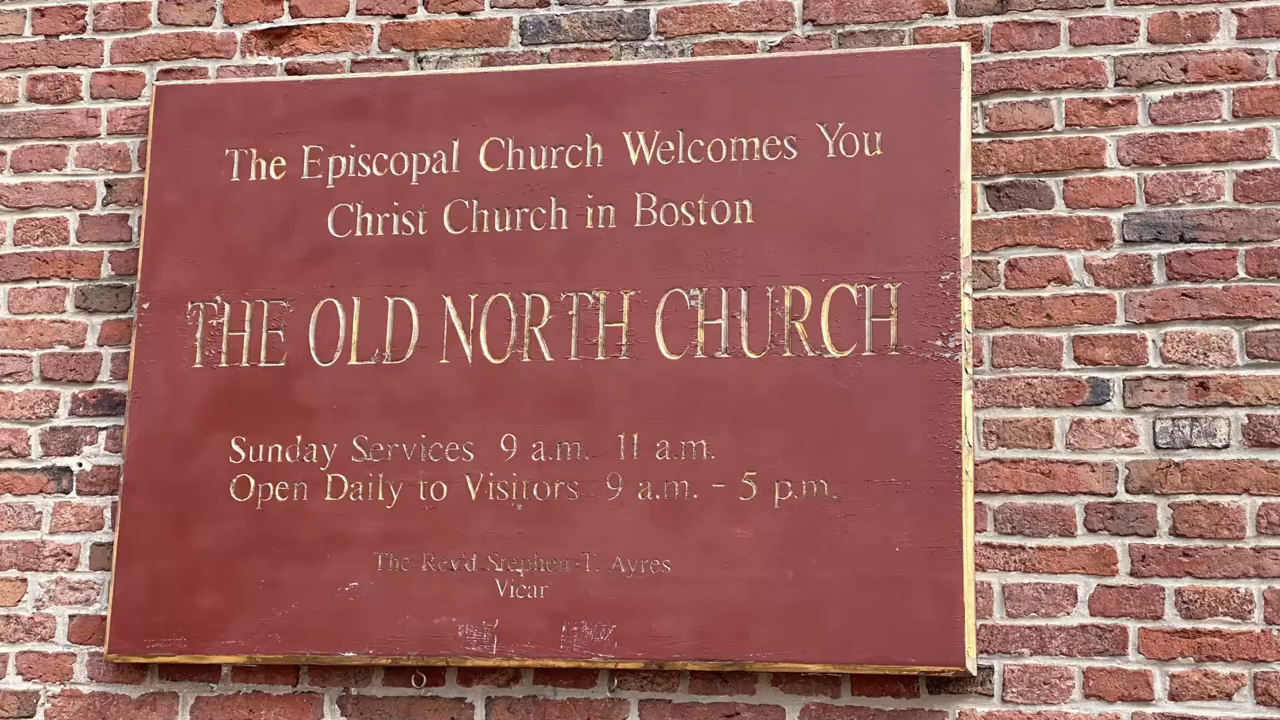 The Episcopal Church Welcomes You
Christ Church in Boston
THE OLD NORTH CHURCH
Sunday Services 9 a.m. 11 a.m.
Open Daily to Visitors 9 a.m. - 5 p.m.
The Rev'd Stephen T. Ayres
Vicar